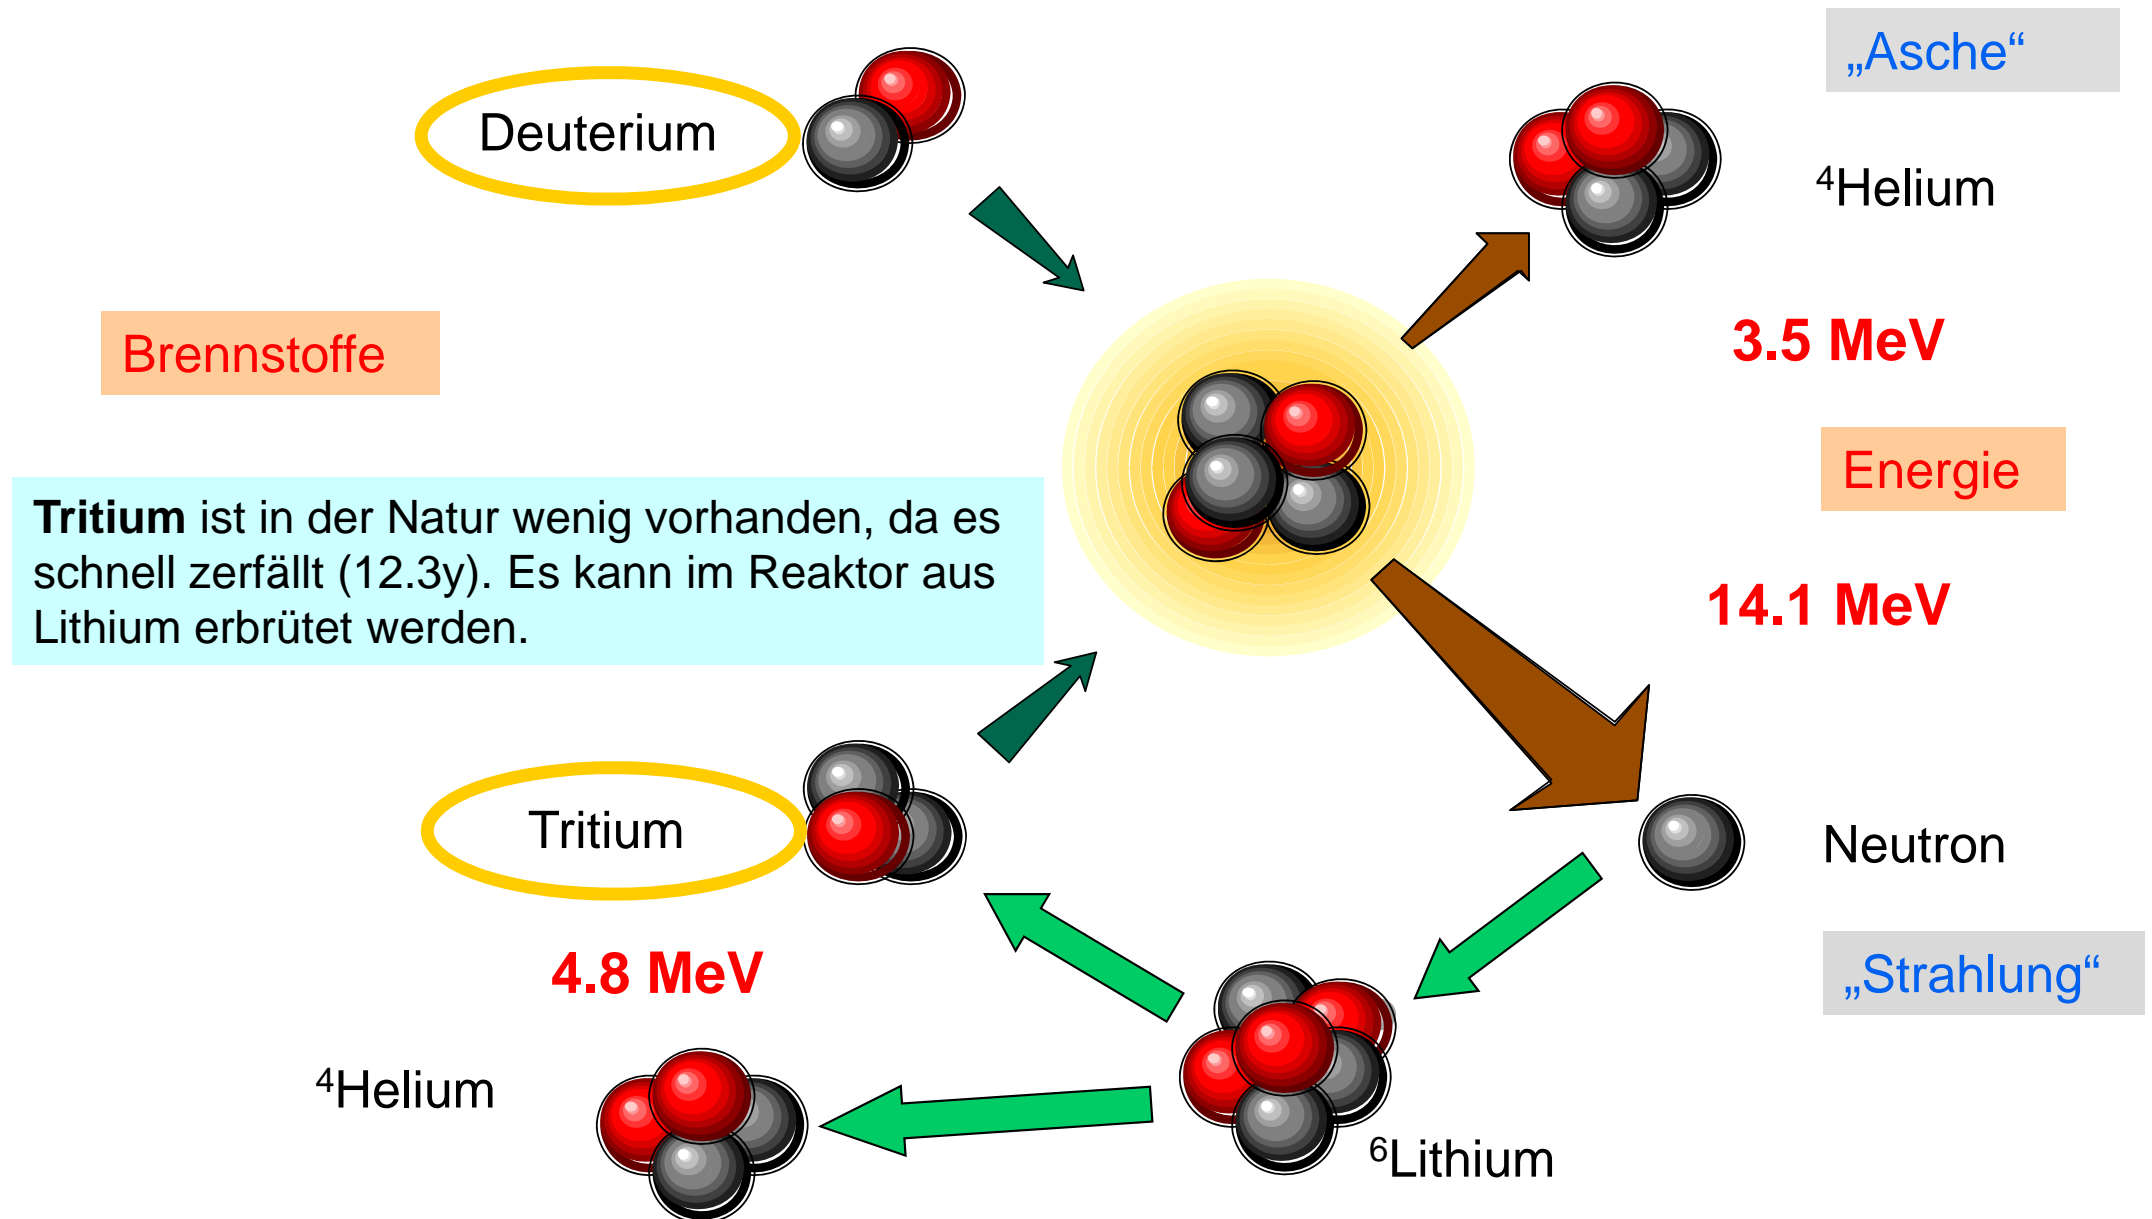 „Asche“
Deuterium
⁴Helium
Brennstoffe
3.5 MeV
Energie
Tritium ist in der Natur wenig vorhanden, da es
schnell zerfällt (12.3y). Es kann im Reaktor aus
Lithium erbrütet werden.
14.1 MeV
Tritium
Neutron
4.8 MeV
„Strahlung“
⁴Helium
⁶Lithium